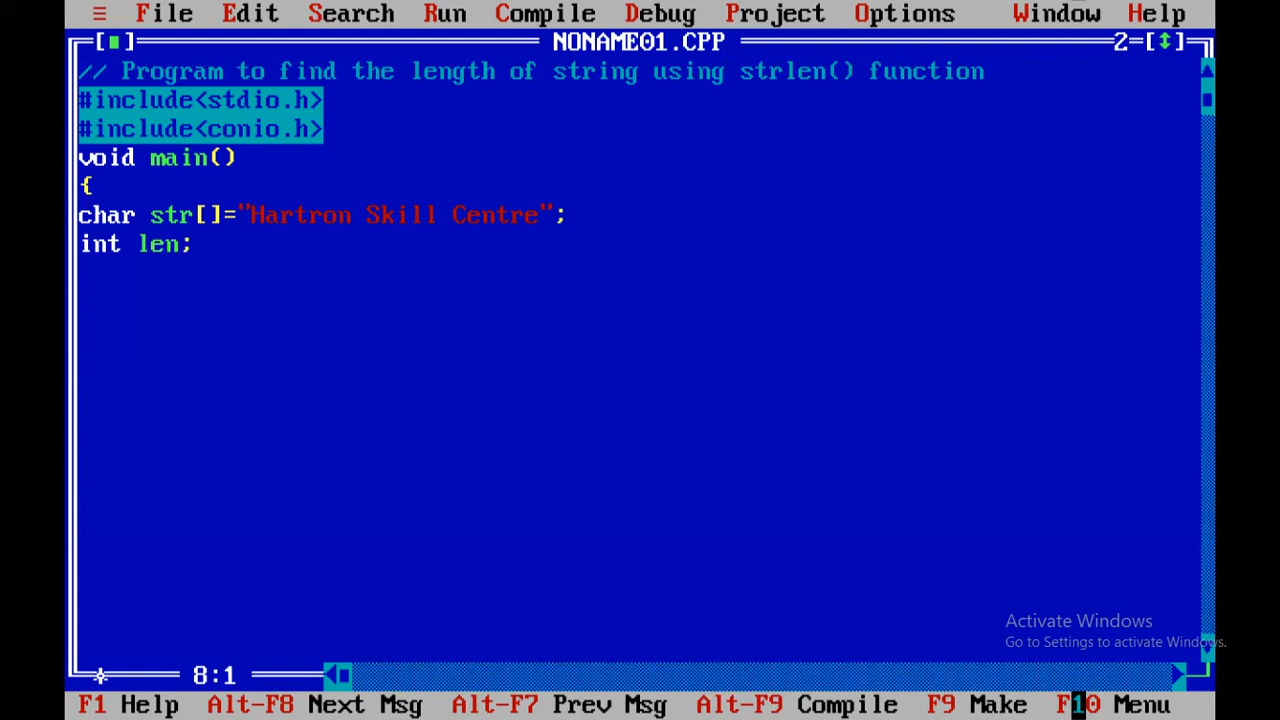 ≡ File Edit Search Run Compile Debug Project Options Window Help
[■] NONAME01.CPP 2=[↕]
// Program to find the length of string using strlen() function
#include<stdio.h>
#include<conio.h>
void main()
{
char str[]="Hartron Skill Centre";
int len;
Activate Windows
Go to Settings to activate Windows.
* 8:1
F1 Help Alt-F8 Next Msg Alt-F7 Prev Msg Alt-F9 Compile F9 Make F10 Menu